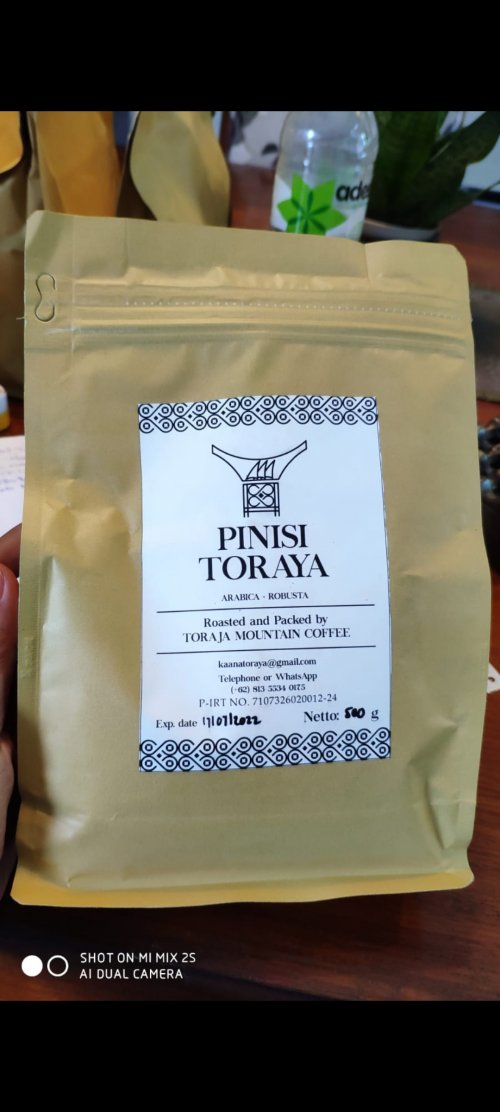 ades
PINISI
TORAYA
ARABICA - ROBUSTA
Roasted and Packed by
TORAJA MOUNTAIN COFFEE
kaanatoraya@gmail.com
Telephone or WhatsApp
(+62) 813 5534 0175
P-IRT NO. 7107326020012-24
Exp. date 17/07/2022 Netto: 500 g
SHOT ON MI MIX 2S
AI DUAL CAMERA